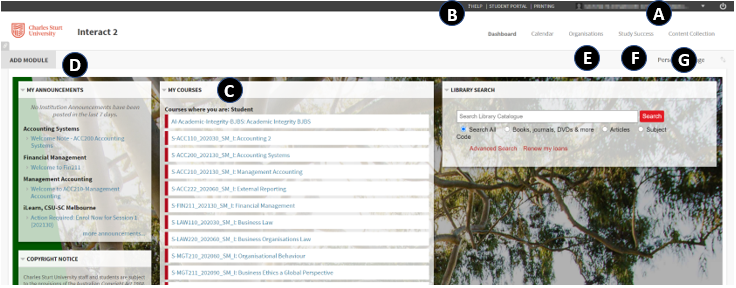 HELP | STUDENT PORTAL | PRINTING
B
A
Charles Sturt
University
Interact 2
Dashboard Calendar Organisations Study Success Content Collection
ADD MODULE
D
E
F
G
MY ANNOUNCEMENTS
No Institution Announcements have been
posted in the last 7 days.
Accounting Systems
Welcome Note - ACC200 Accounting
Systems
Financial Management
Welcome to Fin211
Management Accounting
Welcome to ACC210-Management
Accounting
iLearn, CSU-SC Melbourne
Action Required: Enrol Now for Session 1
(202130)
more announcements...
COPYRIGHT NOTICE
Charles Sturt University staff and students are subject
to the provisions of the Australian Copyright Act 1968
MY COURSES
C
Courses where you are: Student
AI Academic-Integrity-BJBS: Academic Integrity BJBS
S-ACC110_202030_SM_I: Accounting 2
S-ACC200_202130_SM_I: Accounting Systems
S-ACC210_202130_SM_I: Management Accounting
S-ACC222_202060_SM_I: External Reporting
S-FIN211_202130_SM_I: Financial Management
S-LAW110_202030_SM_I: Business Law
S-LAW220_202060_SM_I: Business Organisations Law
S-MGT210_202060_SM_I: Organisational Behaviour
S-MGT211_202090_SM_I: Business Ethics a Global Perspective
LIBRARY SEARCH
Search Library Catalogue Search
Search All Books, journals, DVDs & more Articles Subject
Code
Advanced Search Renew my loans